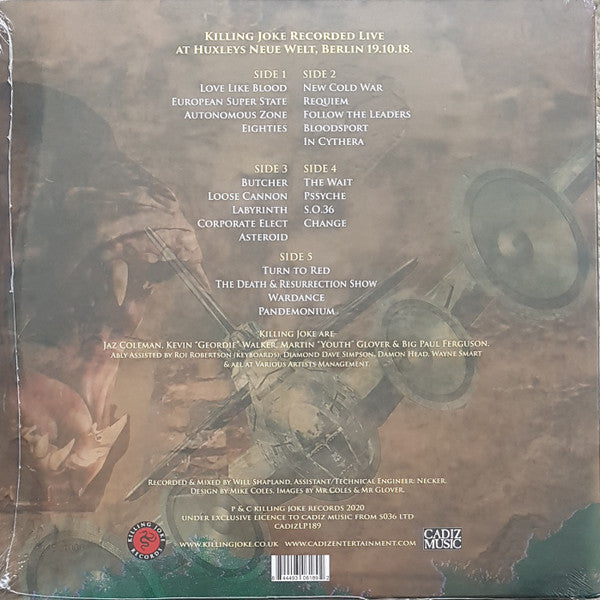 Killing Joke Recorded Live
at Huxleys Neue Welt, Berlin 19.10.18.
Side 1
Love Like Blood
European Super State
Autonomous Zone
Eighties
Side 2
New Cold War
Requiem
Follow the Leaders
Bloodsport
In Cythera
Side 3
Butcher
Loose Cannon
Labyrinth
Corporate Elect
Asteroid
Side 4
The Wait
Pssyche
S.O.36
Change
Side 5
Turn to Red
The Death & Resurrection Show
Wardance
Pandemonium
Killing Joke are
Jaz Coleman, Kevin "Geordie" Walker, Martin "Youth" Glover & Big Paul Ferguson.
Ably Assisted by Roi Robertson (keyboards), Diamond Dave Simpson, Damon Head, Wayne Smart
& all at Various Artists Management
Recorded & Mixed by Will Shapland, Assistant/Technical Engineer: Necker.
Design by Mike Coles, Images by Mr Coles & Mr Glover.
P & C KILLING JOKE RECORDS 2020
UNDER EXCLUSIVE LICENCE TO CADIZ MUSIC FROM SO36 LTD
CADIZLP189
WWW.KILLINGJOKE.CO.UK WWW.CADIZENTERTAINMENT.COM
KILLING JOKE
RECORDS
CADIZ
MUSIC